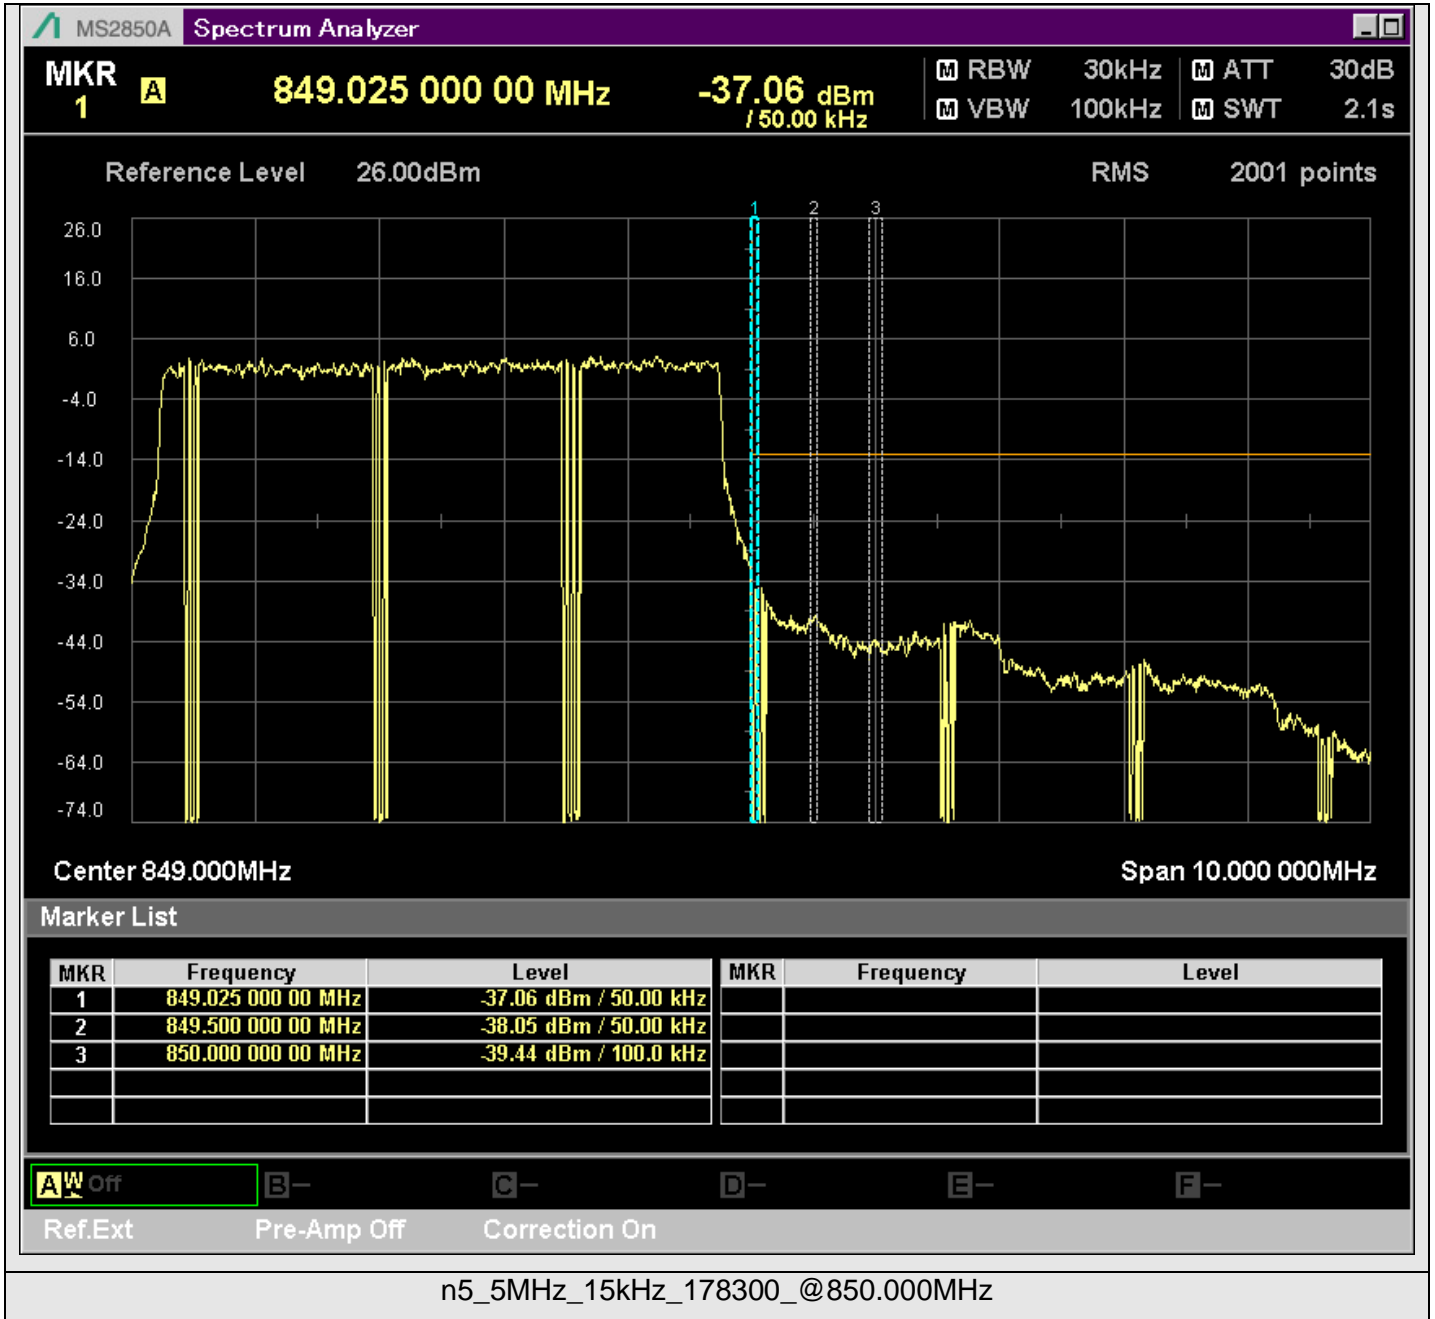 MS2850A Spectrum Analyzer
MKR 1 A 849.025 000 00 MHz -37.06 dBm / 50.00 kHz
M RBW 30kHz M ATT 30dB
M VBW 100kHz M SWT 2.1s
Reference Level 26.00dBm RMS 2001 points
1 2 3
26.0
16.0
6.0
-4.0
-14.0
-24.0
-34.0
-44.0
-54.0
-64.0
-74.0
Center 849.000MHz Span 10.000 000MHz
Marker List
MKR Frequency Level MKR Frequency Level
1 849.025 000 00 MHz -37.06 dBm / 50.00 kHz
2 849.500 000 00 MHz -38.05 dBm / 50.00 kHz
3 850.000 000 00 MHz -39.44 dBm / 100.0 kHz
A W Off B - C - D - E - F -
Ref.Ext Pre-Amp Off Correction On
n5_5MHz_15kHz_178300_@850.000MHz